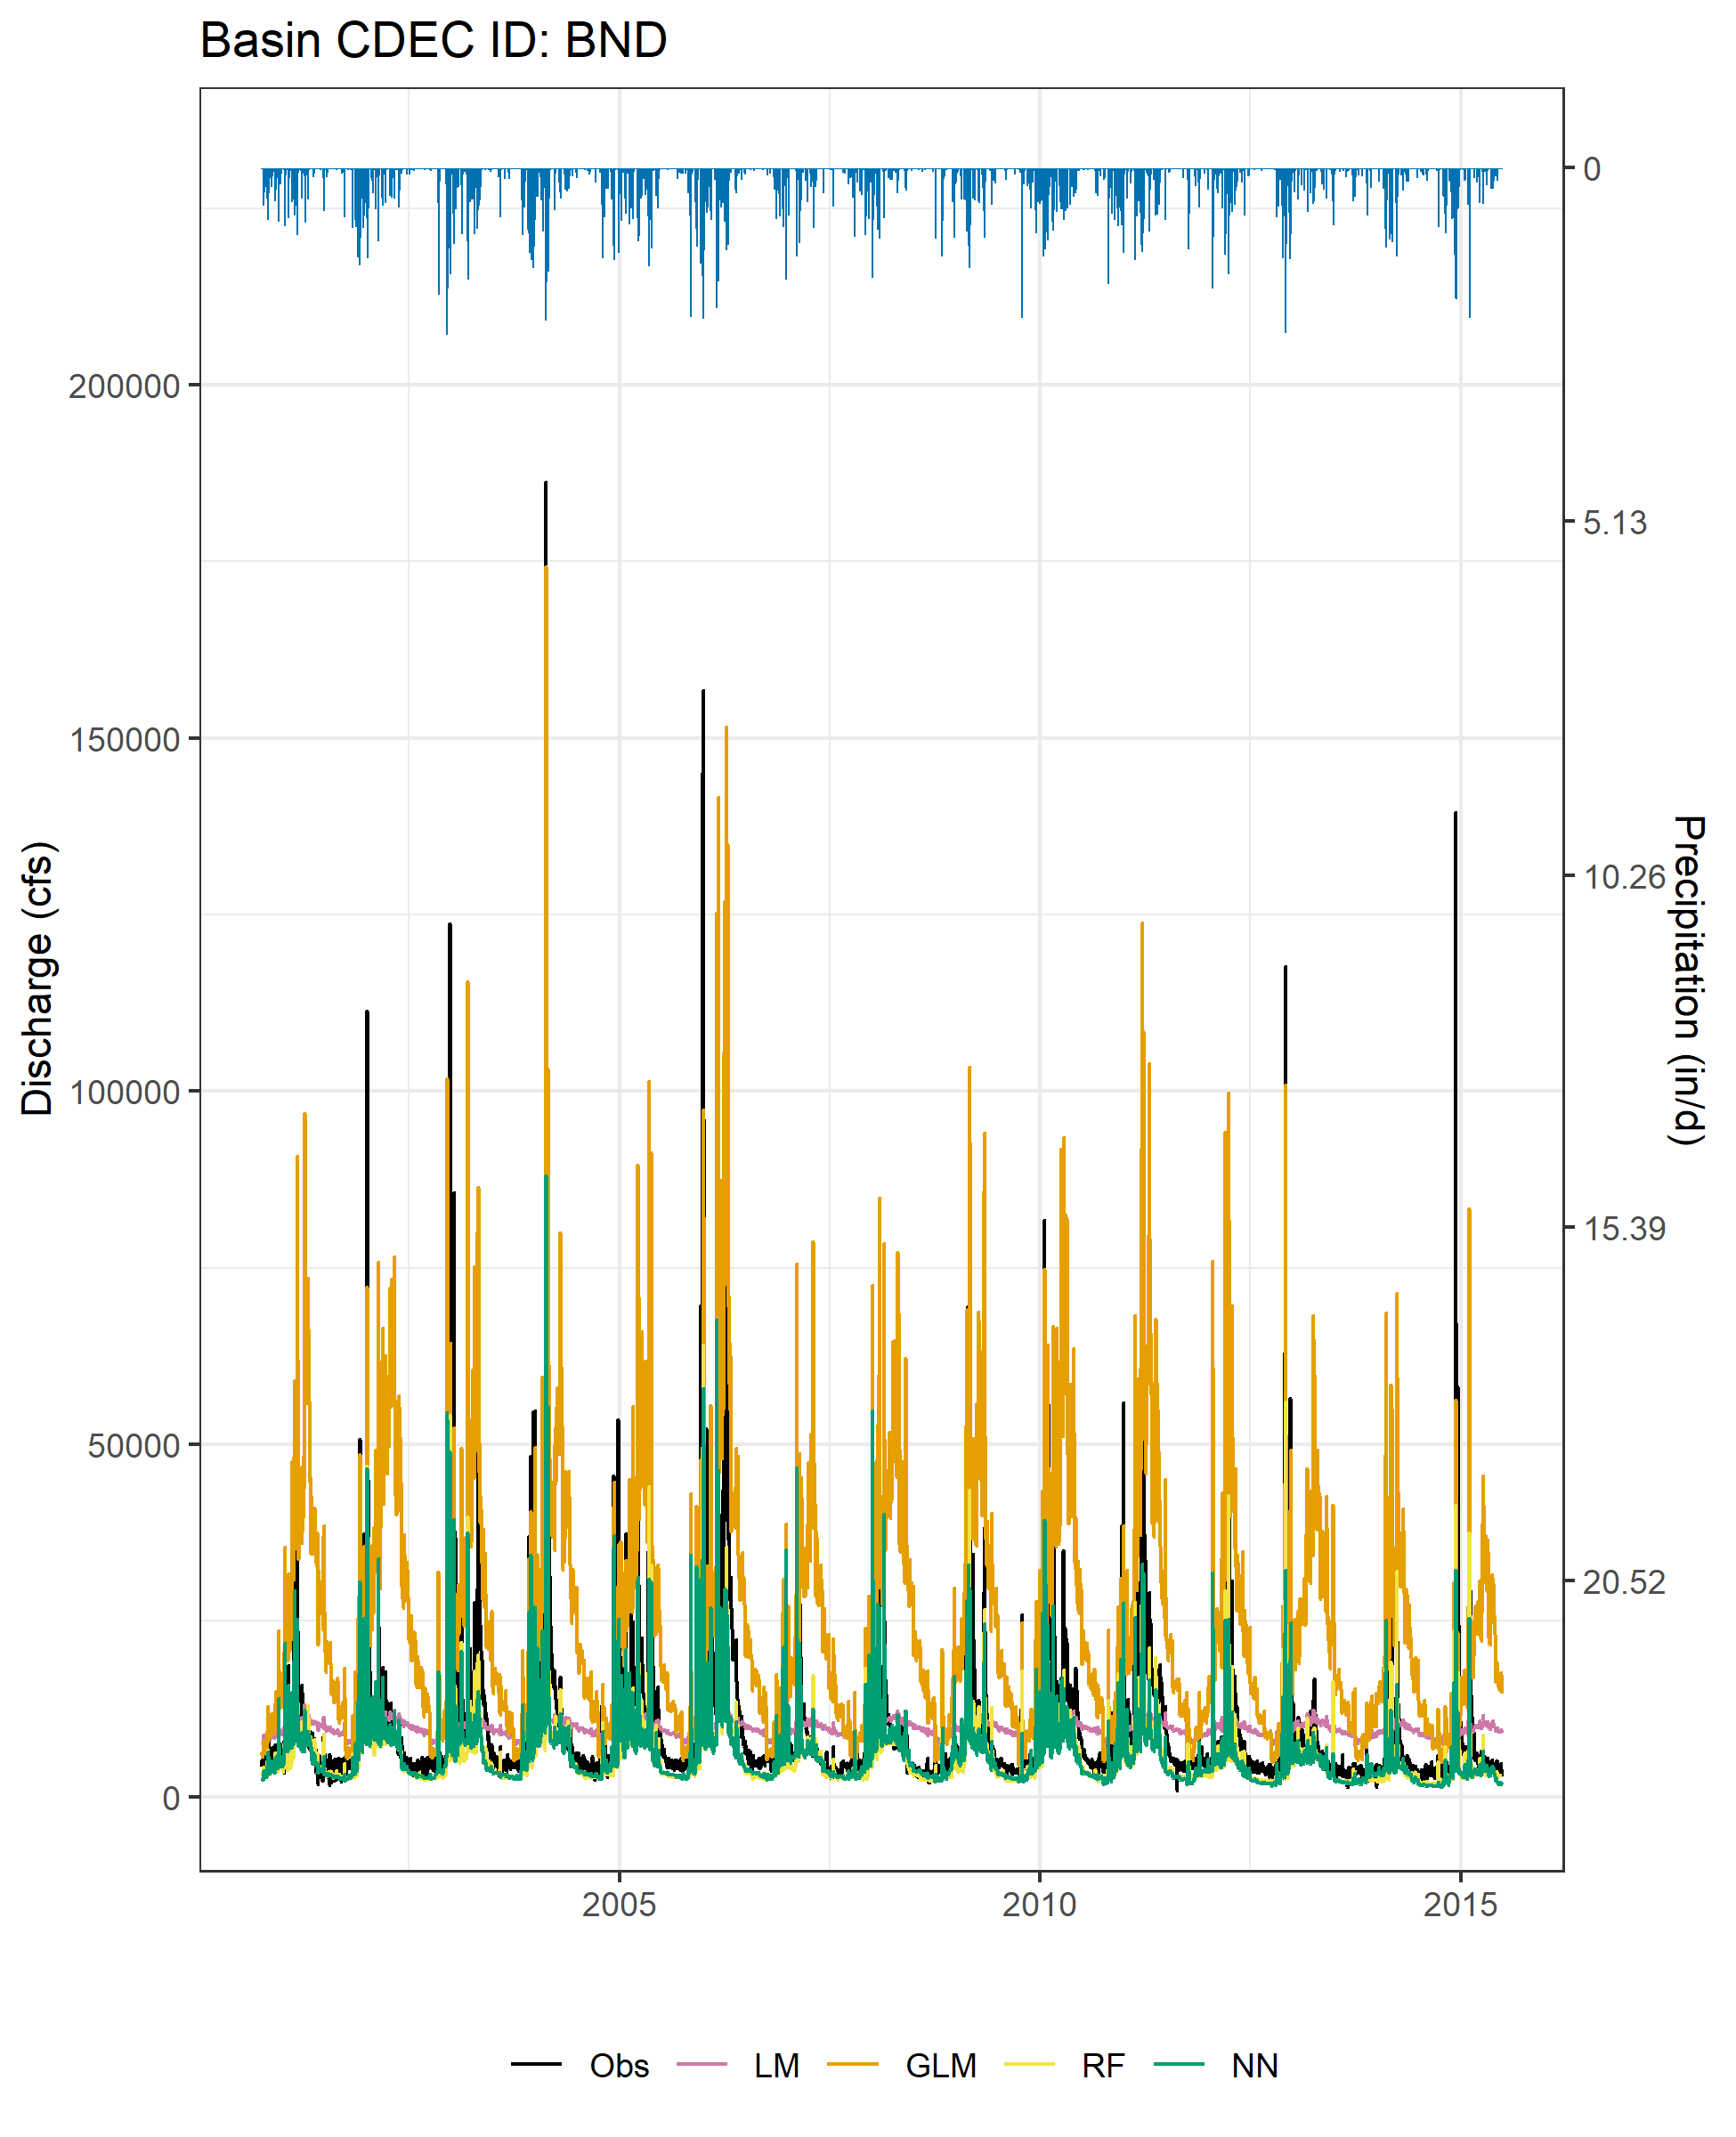 Basin CDEC ID: BND
Discharge (cfs)
200000
150000
100000
50000
0
0
5.13
10.26
15.39
20.52
Precipitation (in/d)
2005 2010 2015
Obs LM GLM RF NN